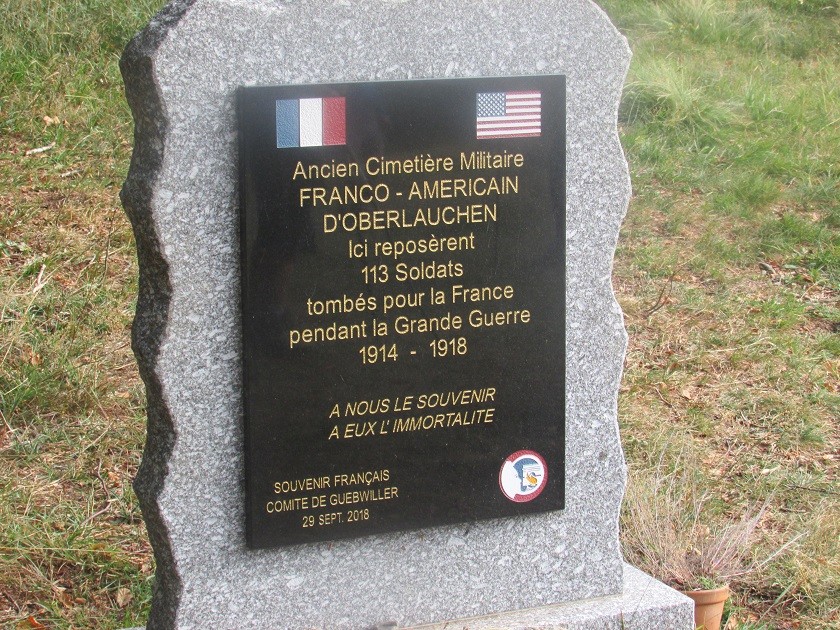 Ancien Cimetière Militaire
FRANCO - AMERICAIN
D'OBERLAUCHEN
Ici reposèrent
113 Soldats
tombés pour la France
pendant la Grande Guerre
1914 - 1918
A NOUS LE SOUVENIR
A EUX L' IMMORTALITE
SOUVENIR FRANÇAIS
COMITE DE GUEBWILLER
29 SEPT. 2018